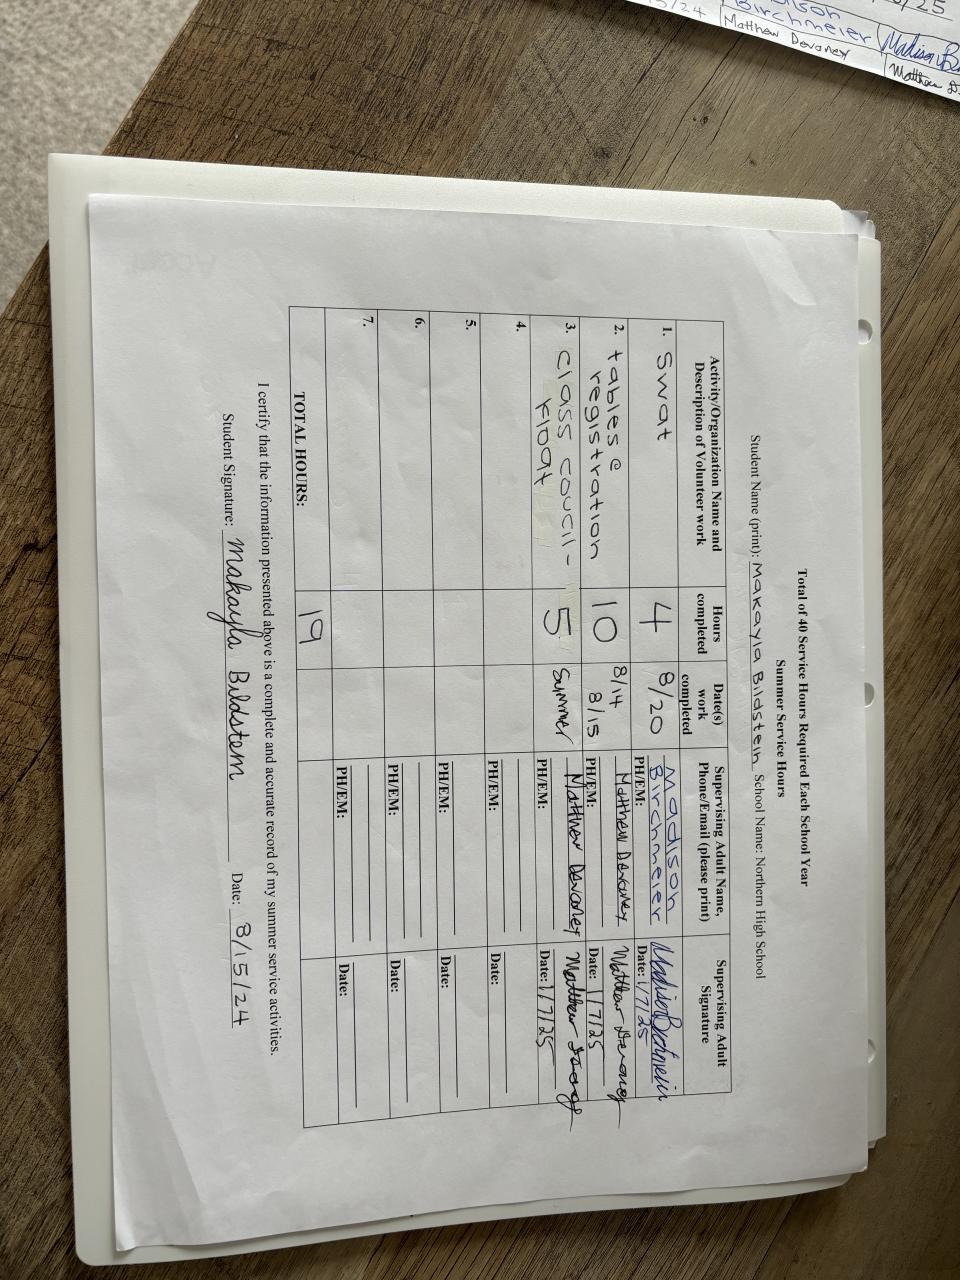 Total of 40 Service Hours Required Each School Year
Summer Service Hours
Student Name (print): Makayla Bildstein School Name: Northern High School
Activity/Organization Name and Description of Volunteer work
Hours completed
Date(s) work completed
Supervising Adult Name, Phone/Email (please print)
Supervising Adult Signature
1. Swat
4
8/20
Madison Birchmeier
PH/EM:
Madison Birchmeier
Date: 1/7/25
2. tables @ registration
10
8/14
8/15
Matthew Devaney
PH/EM:
Matthew Devaney
Date: 1/7/25
3. class coucil - float
5
Summer
Matthew Devaney
PH/EM:
Matthew
Date: 1/7/25
4.
PH/EM:
Date:
5.
PH/EM:
Date:
6.
PH/EM:
Date:
7.
PH/EM:
Date:
TOTAL HOURS:
19
I certify that the information presented above is a complete and accurate record of my summer service activities.
Student Signature: Makayla Bildstein Date: 8/15/24
Birchmeier
Matthew Devaney